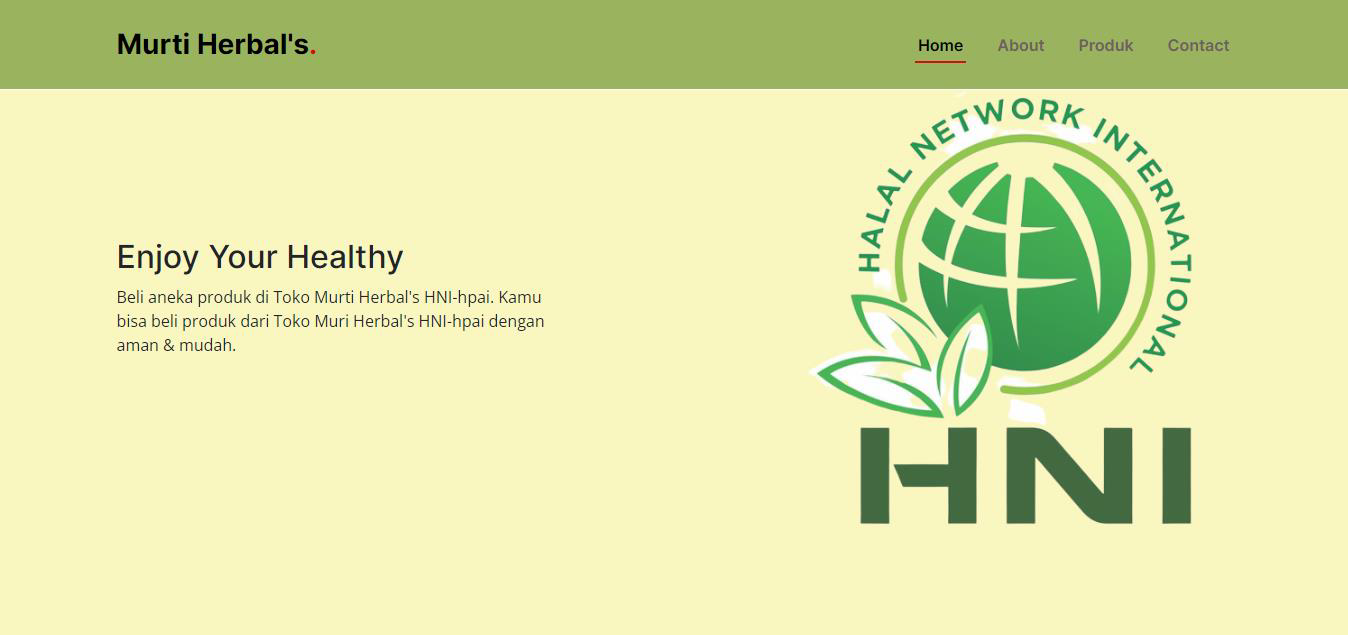 Murti Herbal's.
Home About Produk Contact
HALAL NETWORK INTERNATIONAL
Enjoy Your Healthy
Beli aneka produk di Toko Murti Herbal's HNI-hpai. Kamu
bisa beli produk dari Toko Muri Herbal's HNI-hpai dengan
aman & mudah.
HNI